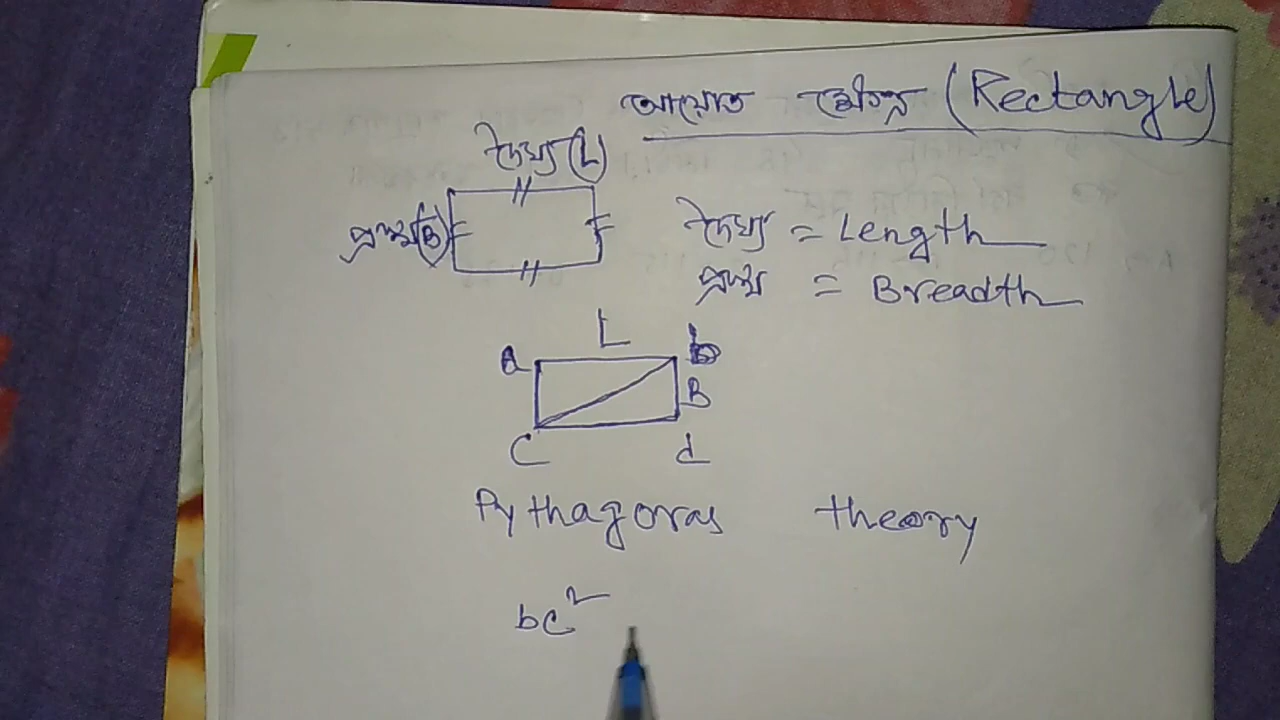 আয়োত ক্ষেত্র (Rectangle)
দৈঘ্য (L)
প্রস্থ (B)
দৈঘ্য = Length
প্রস্থ = Breadth
L
a b
B
C d
Pythagoras theory
bc²